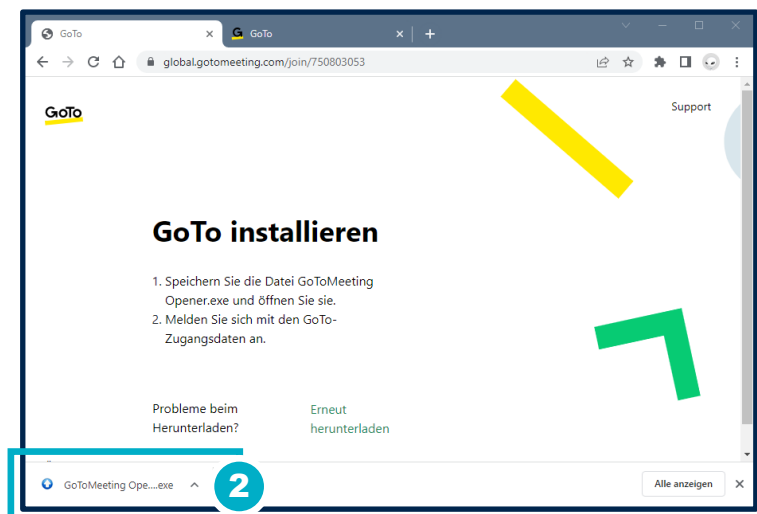 GoTo
G GoTo
global.gotomeeting.com/join/750803053
GoTo
Support
GoTo installieren
1. Speichern Sie die Datei GoToMeeting
Opener.exe und öffnen Sie sie.
2. Melden Sie sich mit den GoTo-
Zugangsdaten an.
Probleme beim
Herunterladen?
Erneut
herunterladen
GoToMeeting Ope....exe
2
Alle anzeigen